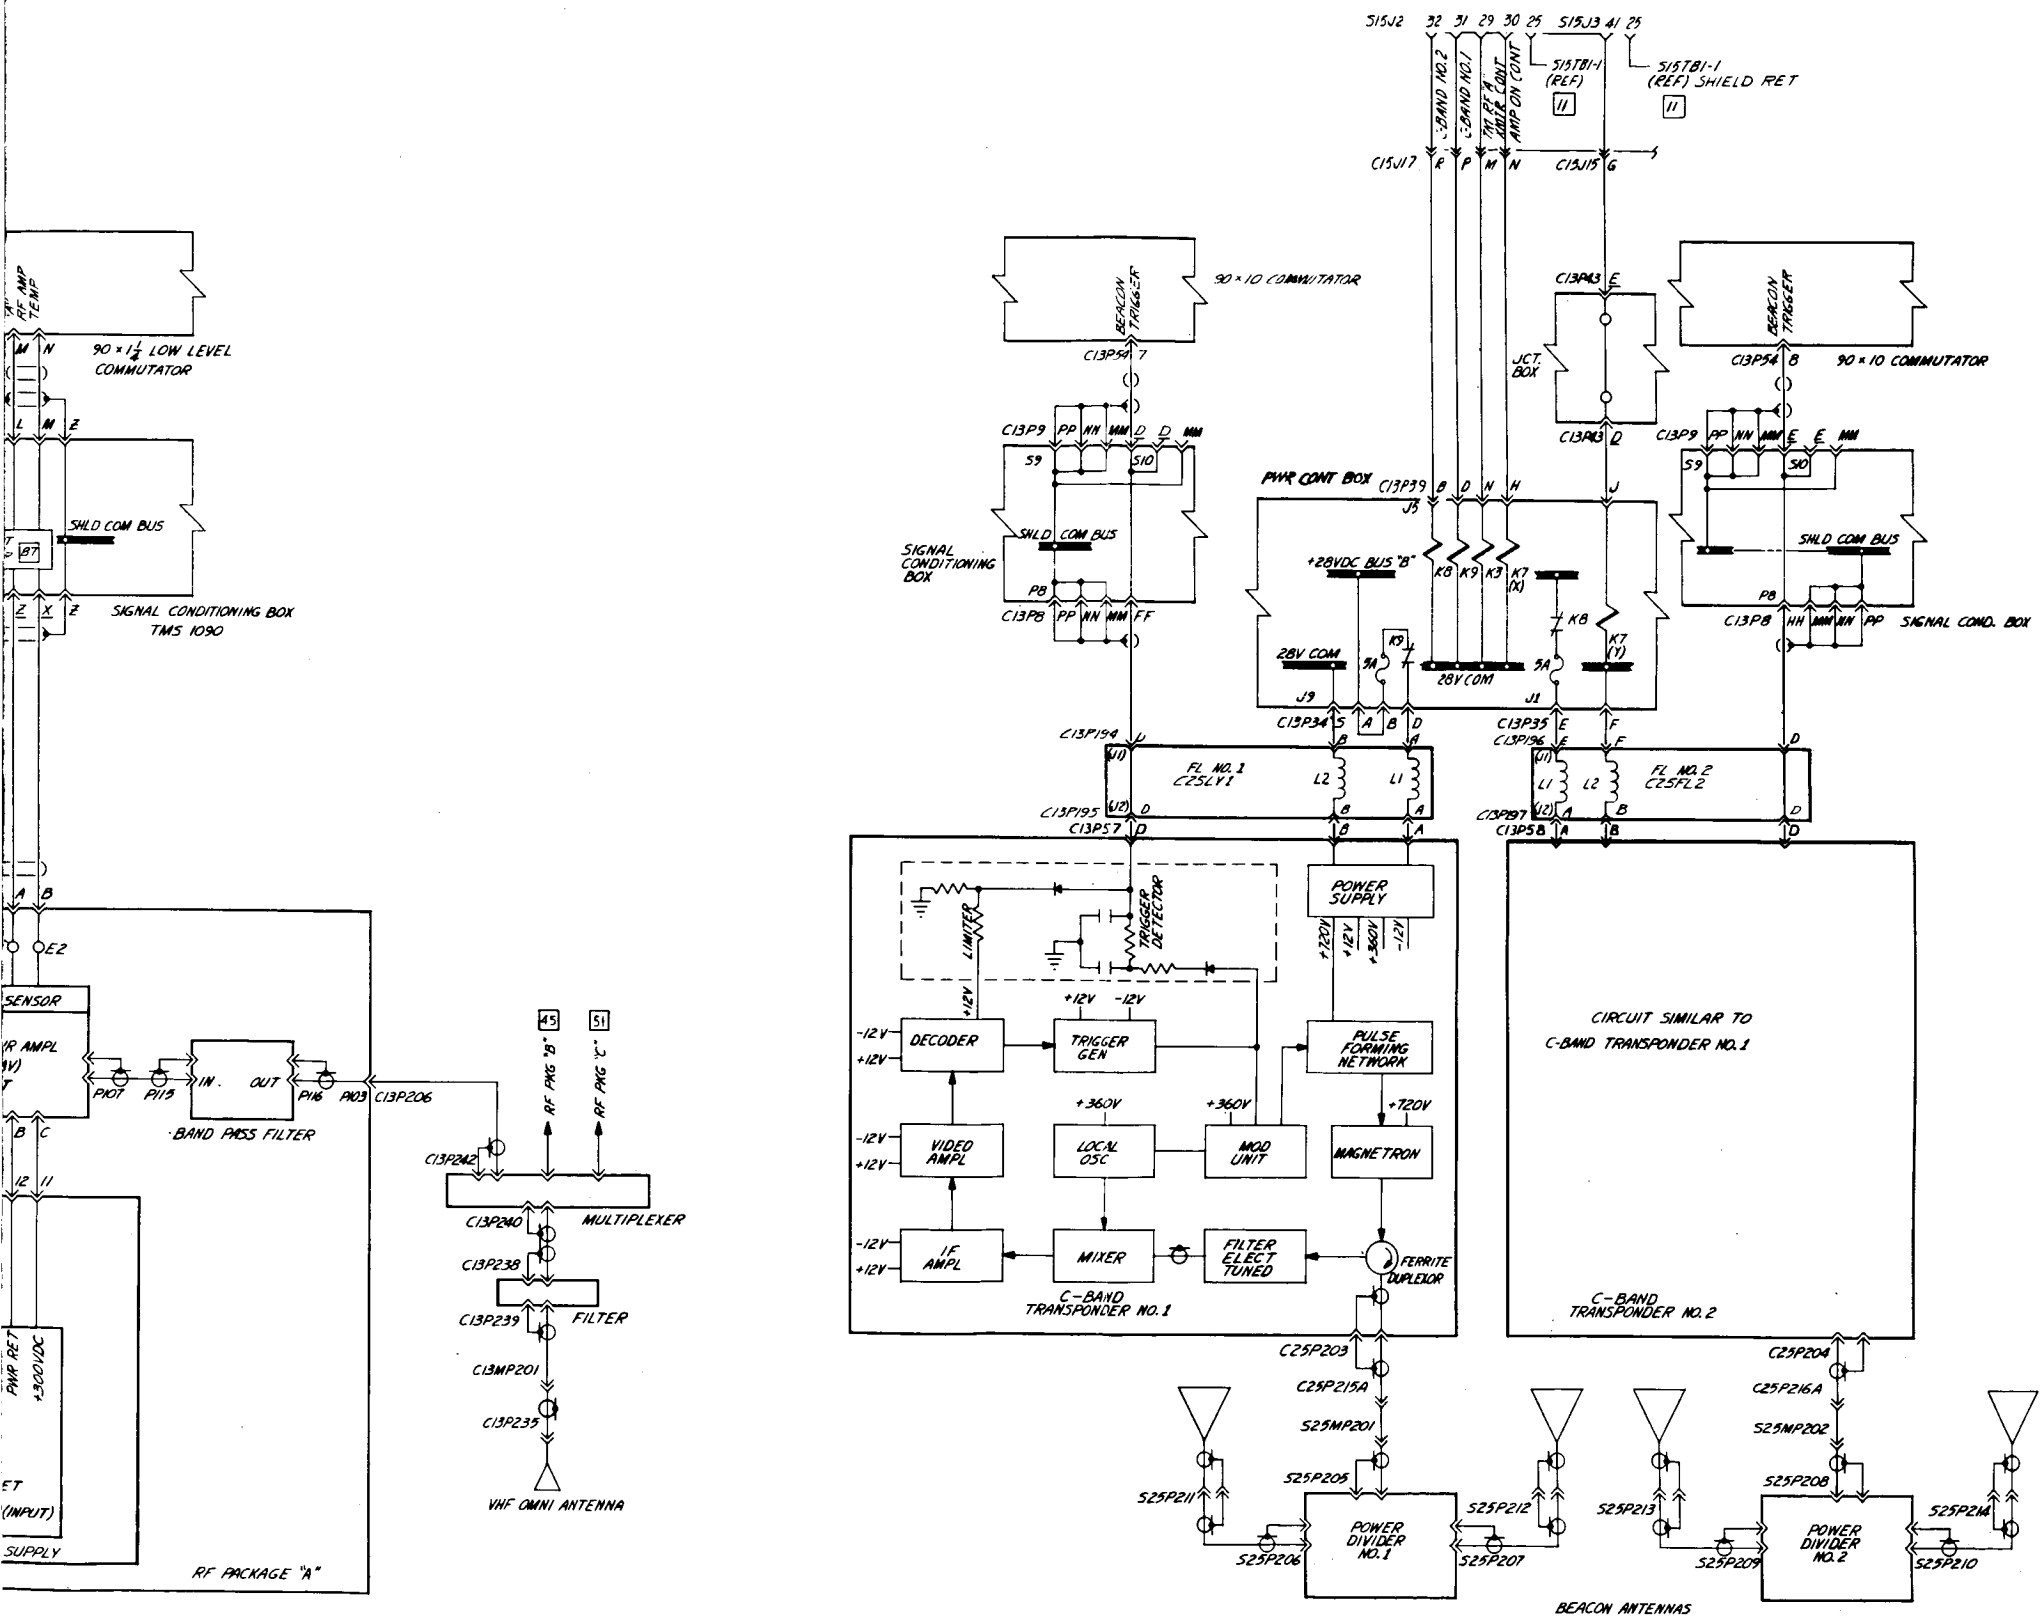 S15J2 32 31 29 30 25 S15J3 41 25
C-BAND NO.2
C-BAND NO.1
TM RF "A"
XMTR CONT
AMP ON CONT
S15TB1-1
(REF)
11
S15TB1-1
(REF) SHIELD RET
11
C15J17 R P M N C15J15 G
"A"
RF AMP
TEMP
M N
90 × 1 1/4 LOW LEVEL
COMMUTATOR
L M Z
SHLD COM BUS
87
Z X Z
SIGNAL CONDITIONING BOX
TMS 1090
A B
E2
SENSOR
R AMPL
T
B C
12 11
PWR RET
+300VDC
ET
(INPUT)
SUPPLY
RF PACKAGE "A"
P107 P115
IN. OUT
P116 P103 C13P206
BAND PASS FILTER
45 51
RF PKG "B"
RF PKG "C"
C13P242
MULTIPLEXER
C13P240
C13P238
FILTER
C13P239
C13MP201
C13P235
VHF OMNI ANTENNA
BEACON
TRIGGER
90 × 10 COMMUTATOR
C13P54 7
C13P9 PP NN MM D D MM
S9 S10
SHLD COM BUS
SIGNAL
CONDITIONING
BOX
P8
C13P8 PP NN MM FF
C13P43 E
JCT.
BOX
C13P43 D
BEACON
TRIGGER
C13P54 8
90 × 10 COMMUTATOR
C13P9 PP NN MM E E MM
S9 S10
SHLD COM BUS
P8
C13P8 HH MM NN PP
SIGNAL COND. BOX
PWR CONT BOX
C13P39 B D N H J
J5
+28VDC BUS "B"
K8 K9 K3 K7
(X)
K8
K7
(Y)
28V COM
5A K9
28V COM
5A
J9 J1
C13P34 S A B D
C13P35 E F
C13P194 D B A
(J1)
FL NO.1
C25LY1
L2 L1
(J2) D B A
C13P195
C13P57 D B A
C13P196 E F D
(J1)
L1 L2
FL NO.2
C25FL2
(J2) A B D
C13P197
C13P58 A B D
LIMITER
TRIGGER
DETECTOR
POWER
SUPPLY
+720V
+12V
+360V
-12V
+12V
+12V -12V
-12V
+12V
DECODER
TRIGGER
GEN
PULSE
FORMING
NETWORK
+360V +360V +720V
-12V
+12V
VIDEO
AMPL
LOCAL
OSC
MOD
UNIT
MAGNETRON
-12V
+12V
IF
AMPL
MIXER
FILTER
ELECT
TUNED
FERRITE
DUPLEXOR
C-BAND
TRANSPONDER NO.1
CIRCUIT SIMILAR TO
C-BAND TRANSPONDER NO.1
C-BAND
TRANSPONDER NO.2
C25P203
C25P215A
S25MP201
S25P205
S25P211
S25P206
POWER
DIVIDER
NO.1
S25P212
S25P207
C25P204
C25P216A
S25MP202
S25P208
S25P213
S25P209
POWER
DIVIDER
NO.2
S25P214
S25P210
BEACON ANTENNAS